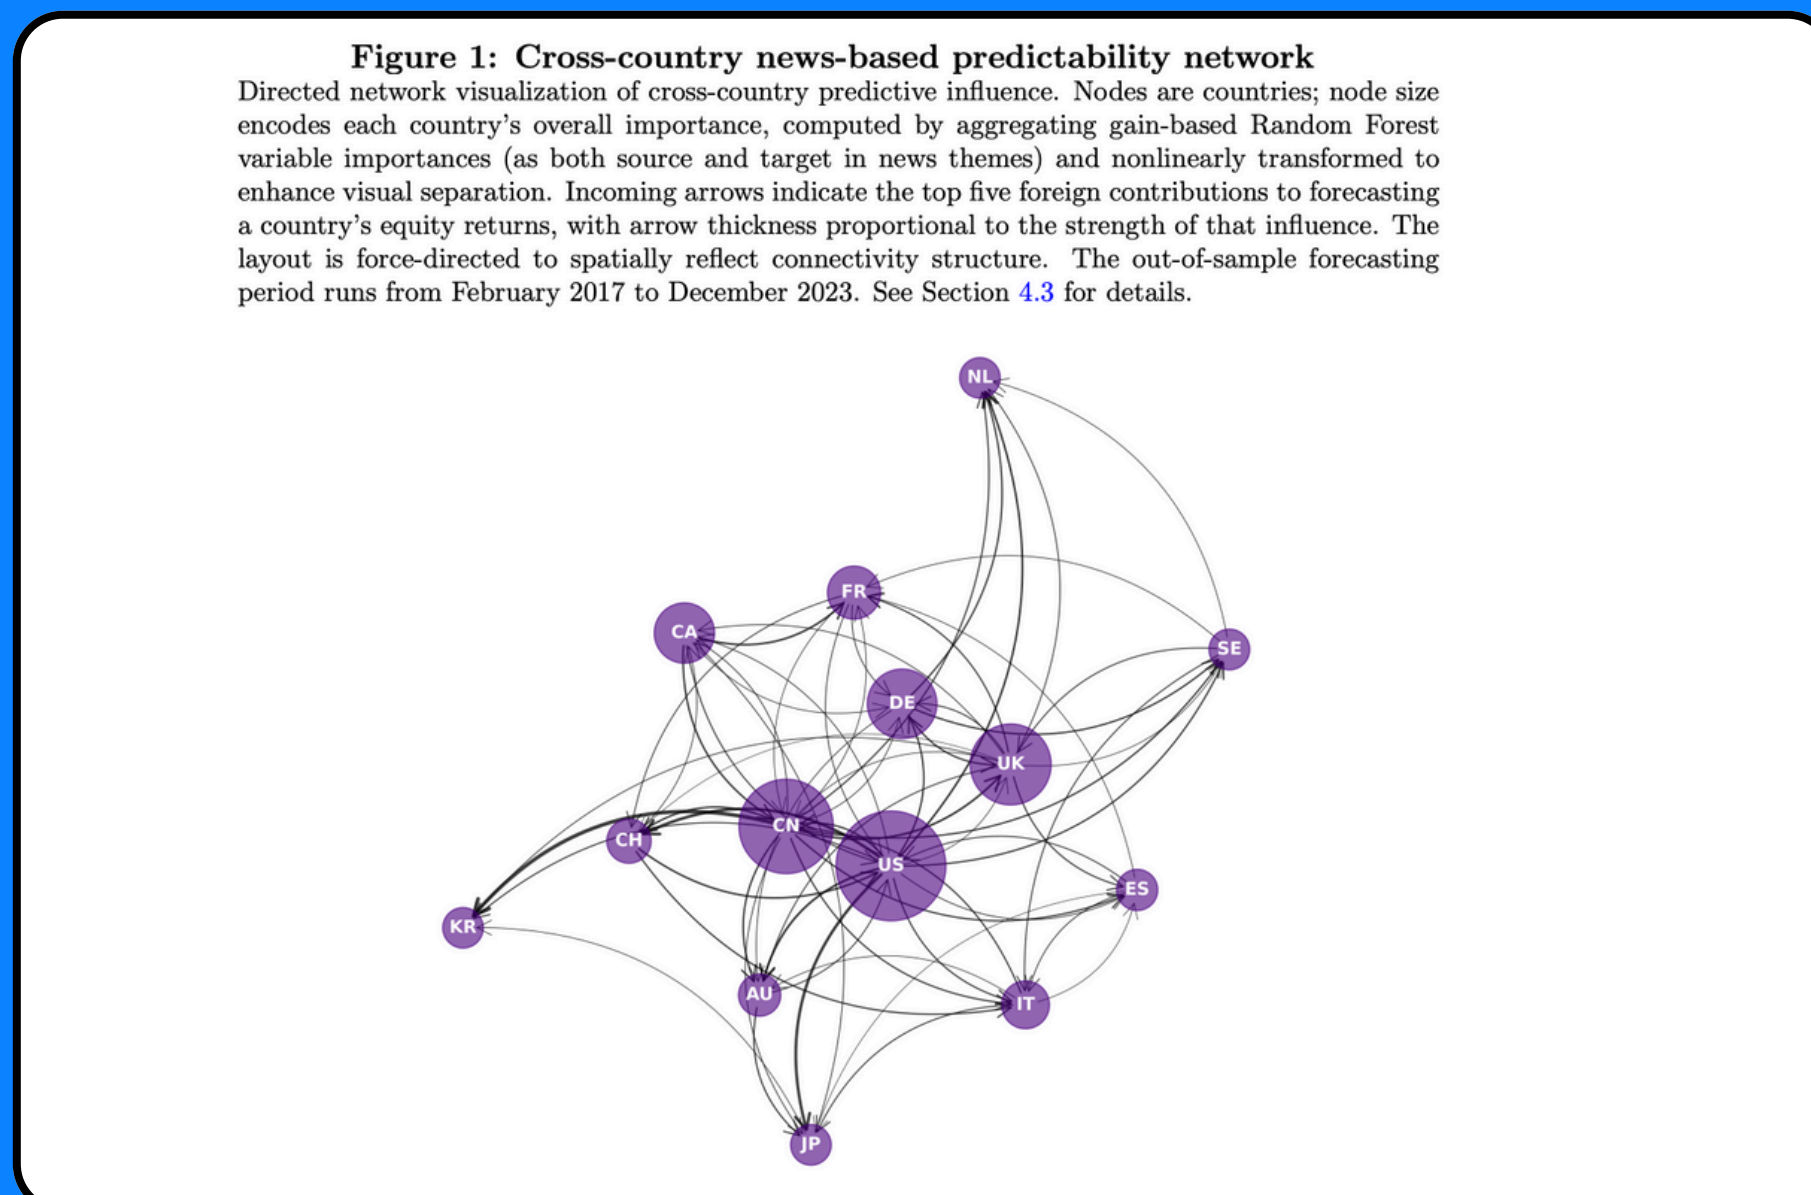 Figure 1: Cross-country news-based predictability network
Directed network visualization of cross-country predictive influence. Nodes are countries; node size
encodes each country's overall importance, computed by aggregating gain-based Random Forest
variable importances (as both source and target in news themes) and nonlinearly transformed to
enhance visual separation. Incoming arrows indicate the top five foreign contributions to forecasting
a country's equity returns, with arrow thickness proportional to the strength of that influence. The
layout is force-directed to spatially reflect connectivity structure. The out-of-sample forecasting
period runs from February 2017 to December 2023. See Section 4.3 for details.
NL
FR
CA
SE
DE
UK
CN
CH
US
ES
KR
AU
IT
JP